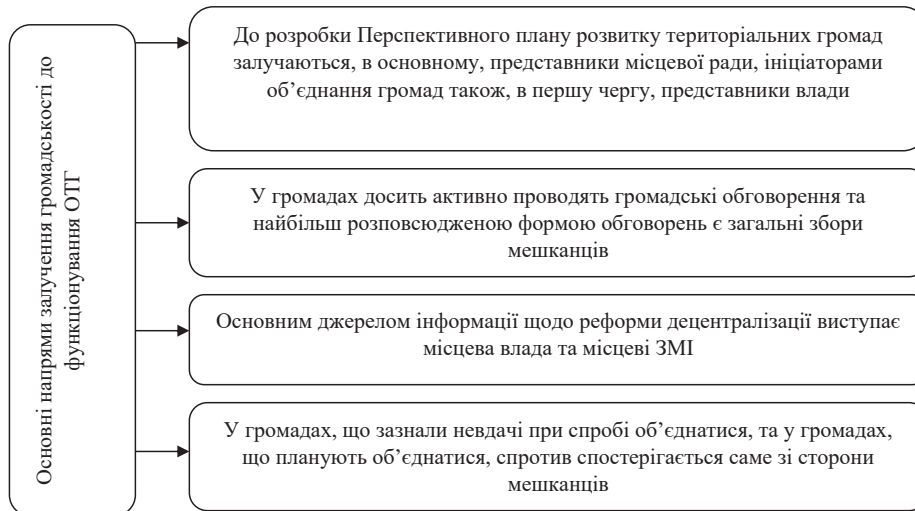 Основні напрями залучення громадськості до
функціонування ОТГ
До розробки Перспективного плану розвитку територіальних громад
залучаються, в основному, представники місцевої ради, ініціаторами
об’єднання громад також, в першу чергу, представники влади
У громадах досить активно проводять громадські обговорення та
найбільш розповсюдженою формою обговорень є загальні збори
мешканців
Основним джерелом інформації щодо реформи децентралізації виступає
місцева влада та місцеві ЗМІ
У громадах, що зазнали невдачі при спробі об’єднатися, та у громадах,
що планують об’єднатися, спротив спостерігається саме зі сторони
мешканців